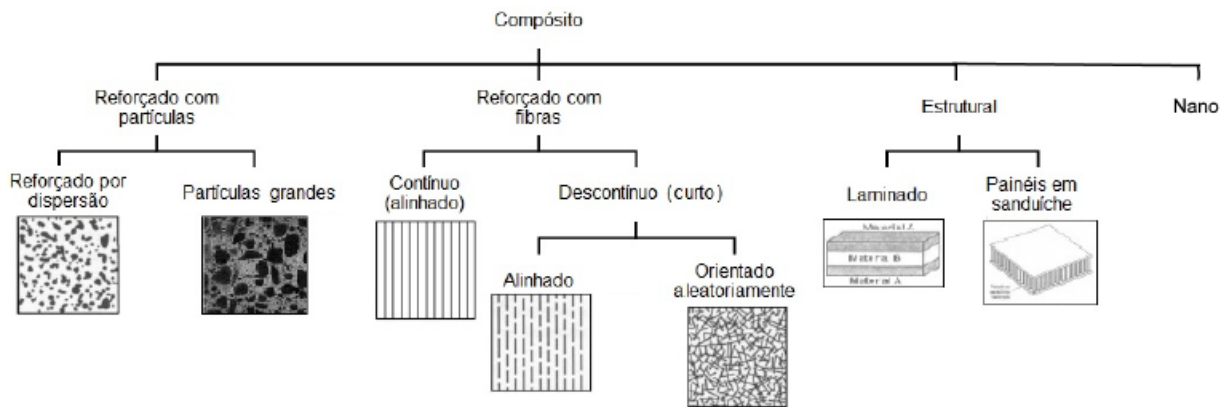 Compósito
Reforçado com
partículas
Reforçado com
fibras
Estrutural
Nano
Reforçado por
dispersão
Partículas grandes
Contínuo
(alinhado)
Descontínuo (curto)
Laminado
Painéis em
sanduíche
Alinhado
Orientado
aleatoriamente
Material A
Material B
Material A